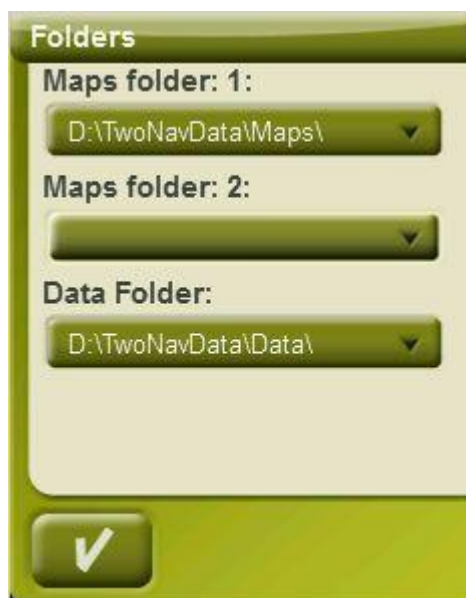 Folders
Maps folder: 1:
D:\TwoNavData\Maps\
Maps folder: 2:
Data Folder:
D:\TwoNavData\Data\